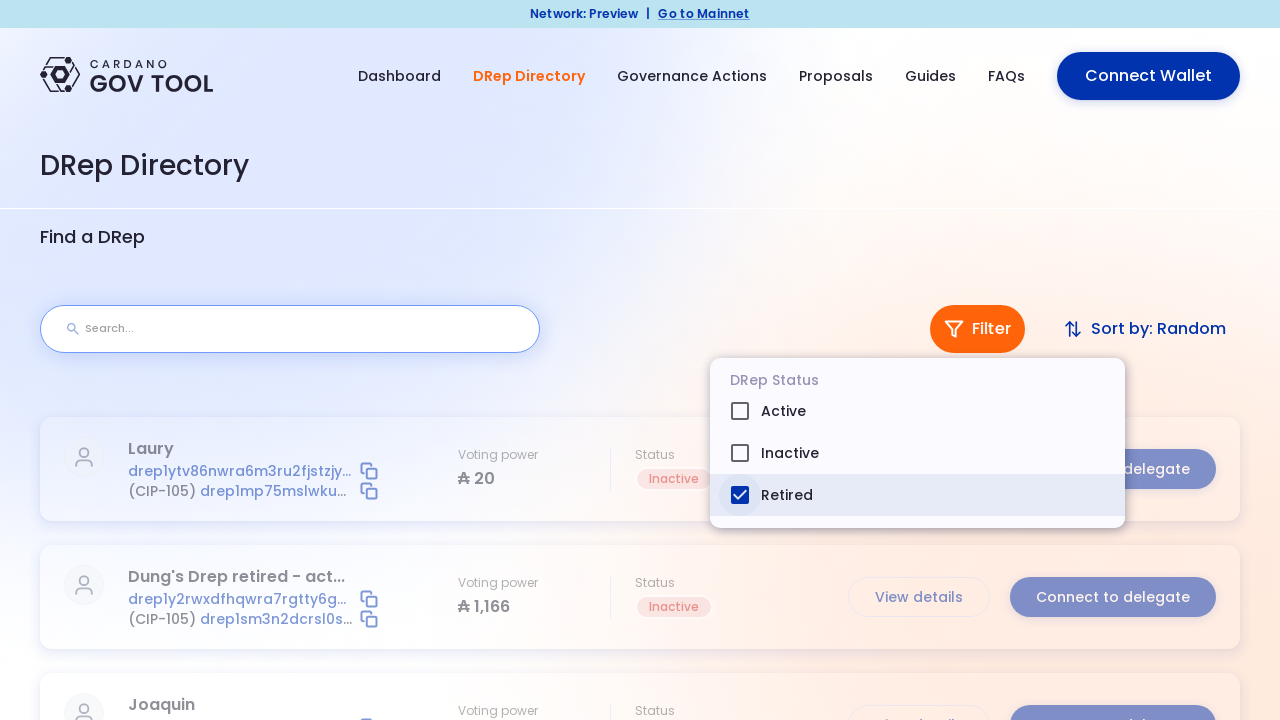 Network: Preview | Go to Mainnet
CARDANO
GOV TOOL
Dashboard DRep Directory Governance Actions Proposals Guides FAQs Connect Wallet
DRep Directory
Find a DRep
Search...
Filter
Sort by: Random
DRep Status
Active
Inactive
Retired
Laury
drep1ytv86nwra6m3ru2fjstzjy...
(CIP-105) drep1mp75mslwku...
Voting power
₳ 20
Status
Inactive
delegate
Dung's Drep retired - act...
drep1y2rwxdfhqwra7rgtty6g...
(CIP-105) drep1sm3n2dcrsl0s...
Voting power
₳ 1,166
Status
Inactive
View details
Connect to delegate
Joaquin
Voting power
Status